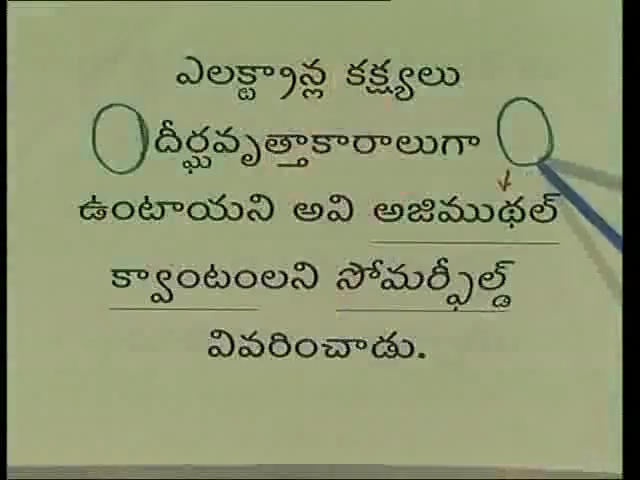 ఎలక్ట్రాన్ల కక్ష్యలు
దీర్ఘవృత్తాకారాలుగా
ఉంటాయని అవి అజిముథల్
క్వాంటంలని సోమర్ఫీల్డ్
వివరించాడు.